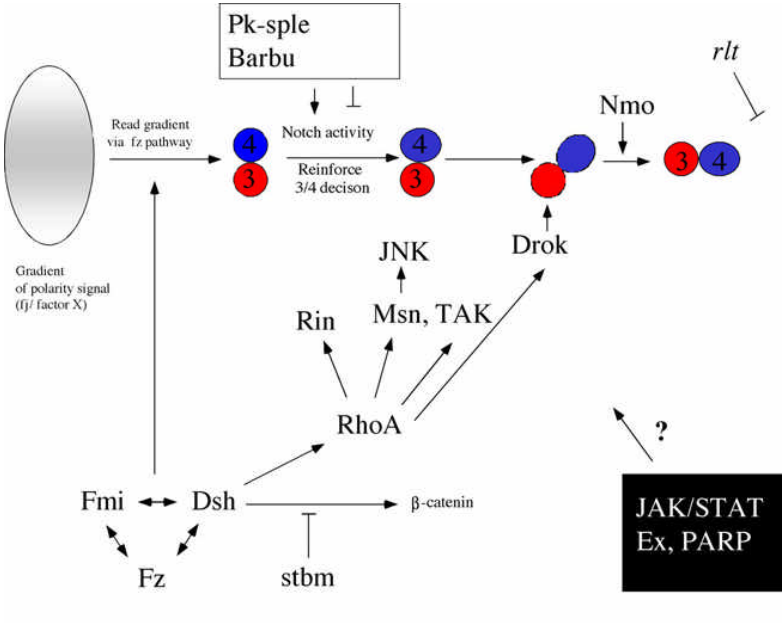 Pk-sple
Barbu
rlt
Nmo
Read gradient
via fz pathway
4
3
Notch activity
Reinforce
3/4 decison
4
3
3 4
Gradient
of polarity signal
(fj/ factor X)
JNK
Drok
Rin
Msn, TAK
RhoA
?
Fmi
Dsh
β-catenin
JAK/STAT
Ex, PARP
Fz
stbm